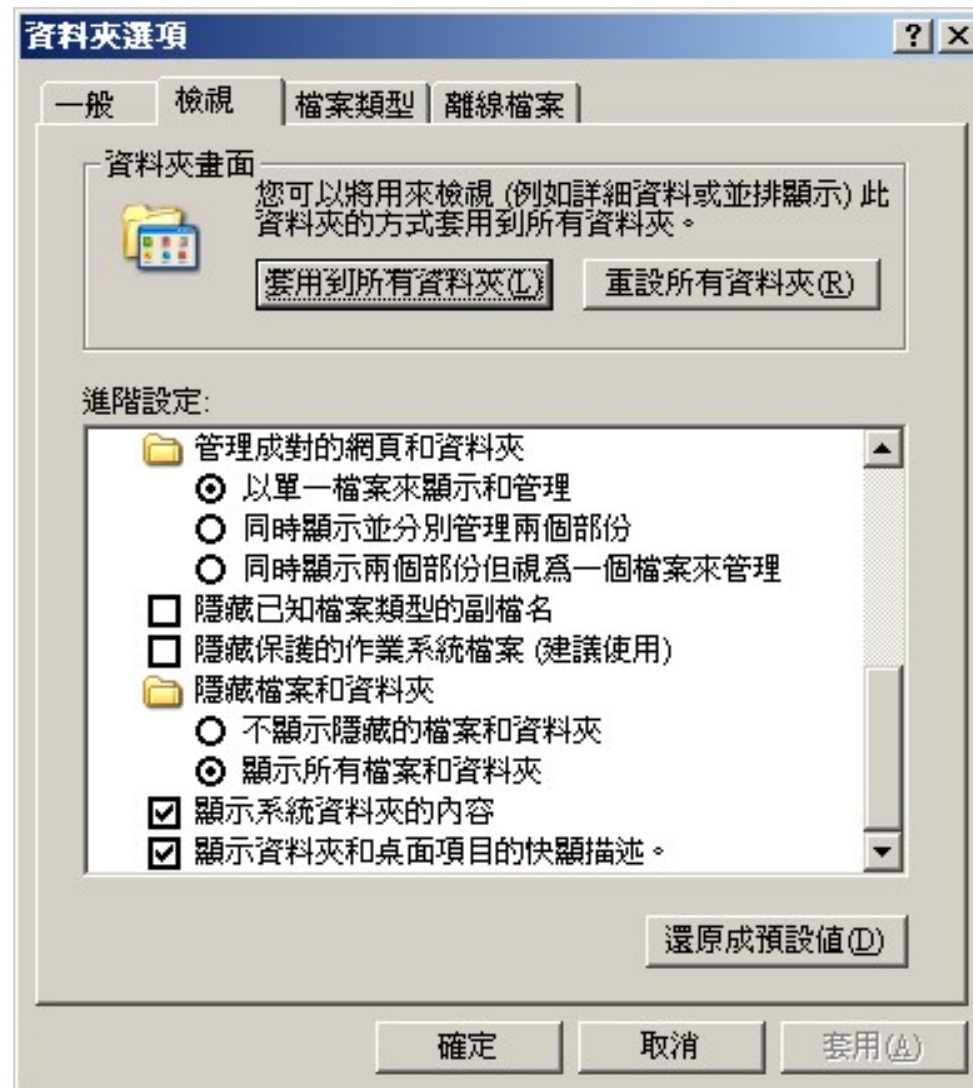 資料夾選項
一般 檢視 檔案類型 離線檔案
資料夾畫面
您可以將用來檢視 (例如詳細資料或並排顯示) 此
資料夾的方式套用到所有資料夾。
套用到所有資料夾(L) 重設所有資料夾(R)
進階設定:
管理成對的網頁和資料夾
以單一檔案來顯示和管理
同時顯示並分別管理兩個部份
同時顯示兩個部份但視為一個檔案來管理
隱藏已知檔案類型的副檔名
隱藏保護的作業系統檔案 (建議使用)
隱藏檔案和資料夾
不顯示隱藏的檔案和資料夾
顯示所有檔案和資料夾
顯示系統資料夾的內容
顯示資料夾和桌面項目的快顯描述。
還原成預設值(D)
確定 取消 套用(A)